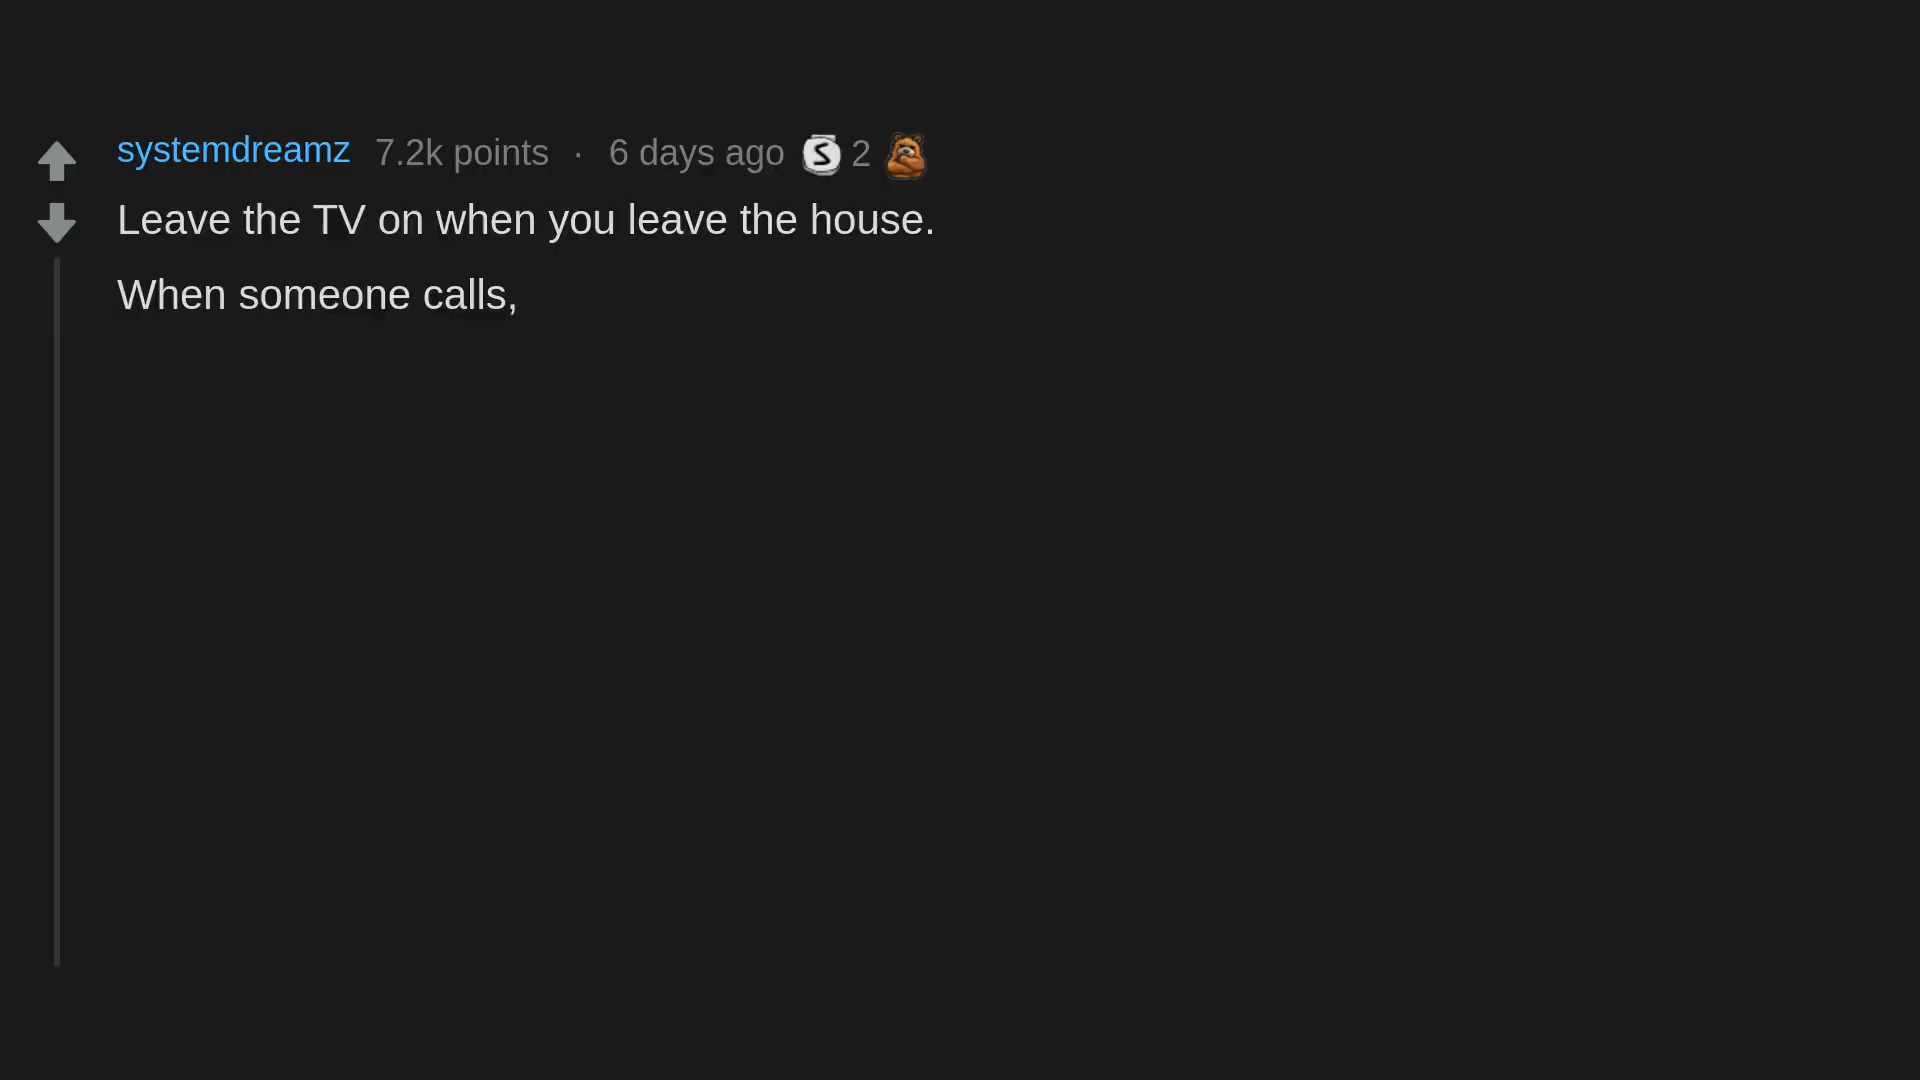 systemdreamz 7.2k points · 6 days ago S 2
Leave the TV on when you leave the house.
When someone calls,